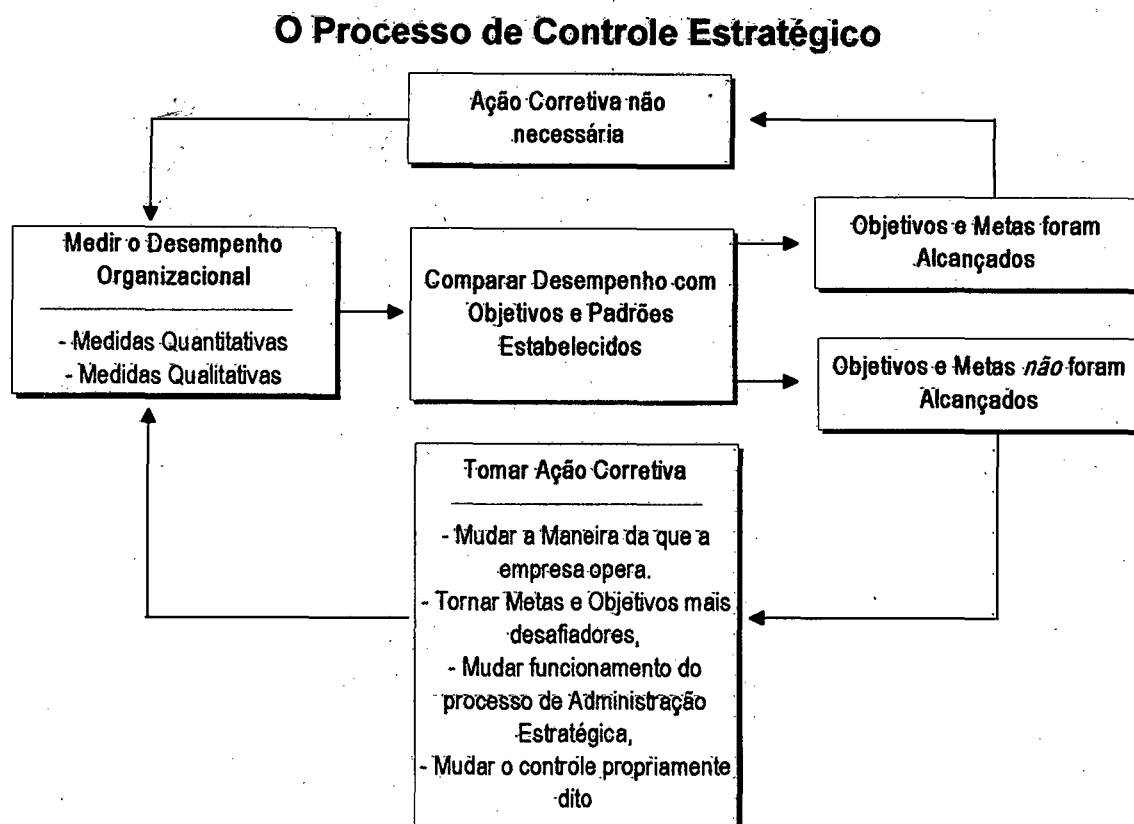 O Processo de Controle Estratégico
Ação Corretiva não
necessária
Medir o Desempenho
Organizacional
- Medidas Quantitativas
- Medidas Qualitativas
Comparar Desempenho com
Objetivos e Padrões
Estabelecidos
Objetivos e Metas foram
Alcançados
Objetivos e Metas não foram
Alcançados
Tomar Ação Corretiva
- Mudar a Maneira da que a
empresa opera.
- Tornar Metas e Objetivos mais
desafiadores,
- Mudar funcionamento do
processo de Administração
Estratégica,
- Mudar o controle propriamente
dito